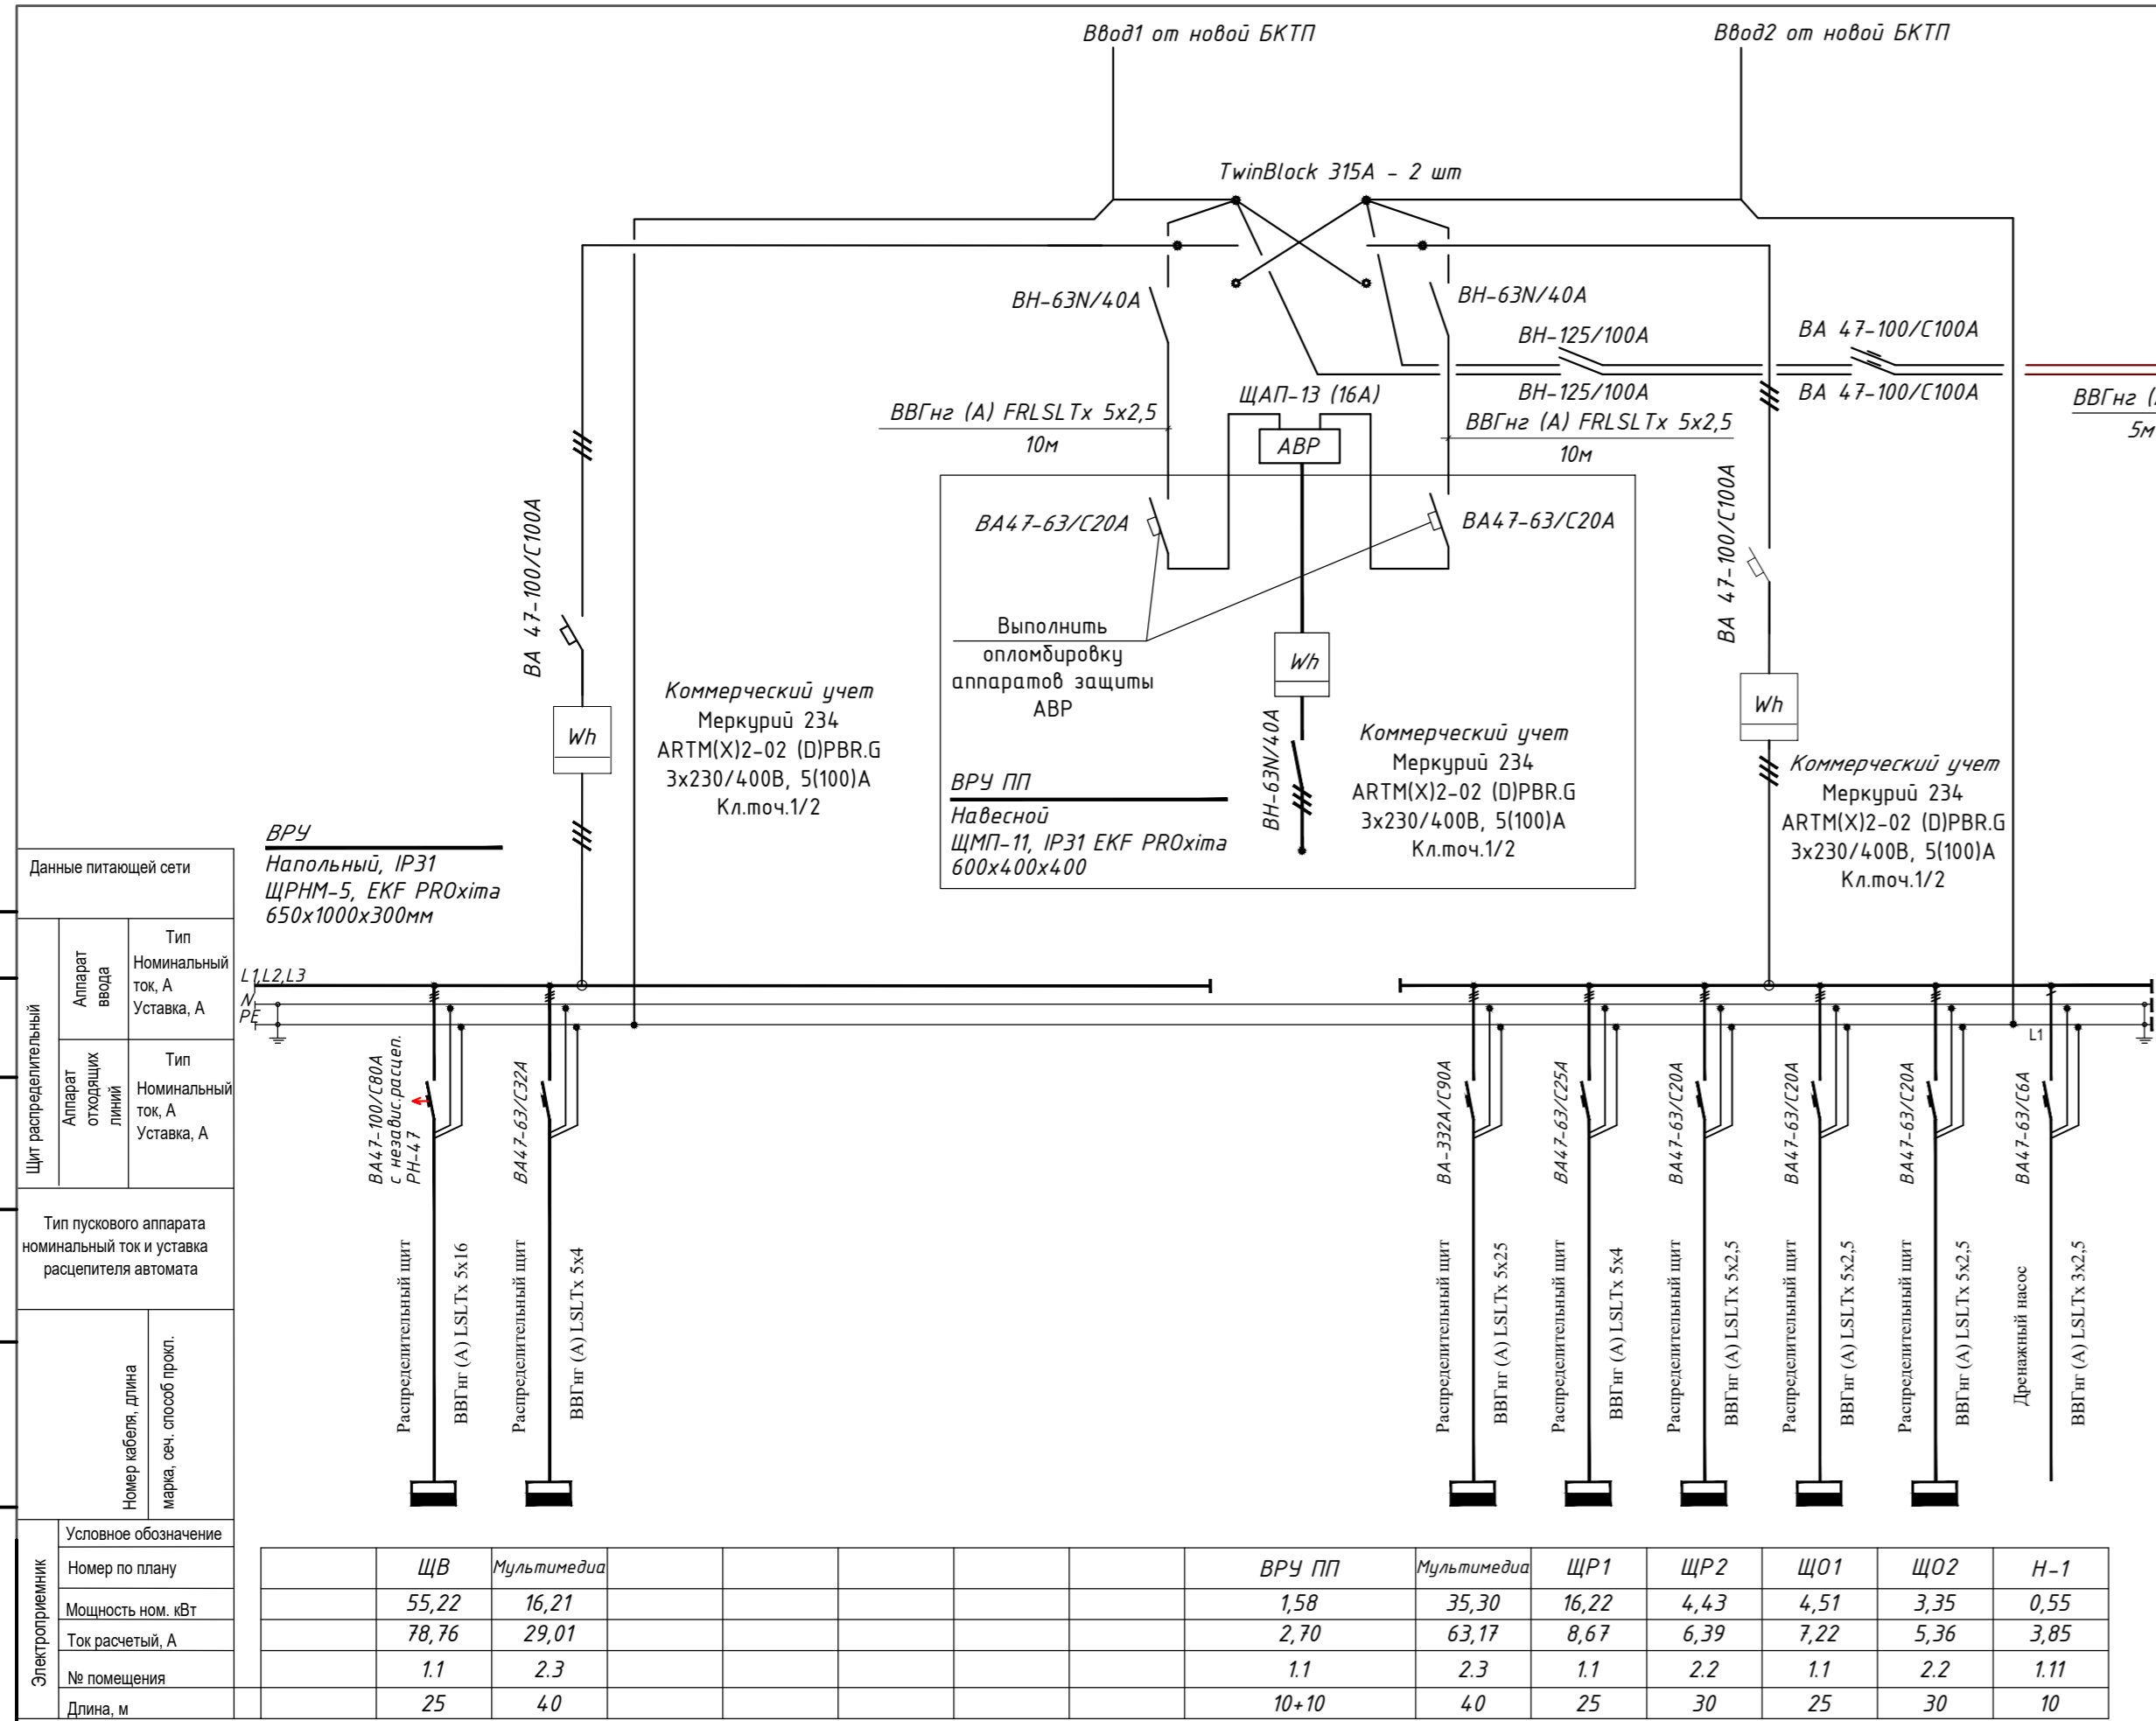 Ввод1 от новой БКТП
Ввод2 от новой БКТП
TwinBlock 315А - 2 шт
ВН-63N/40А
ВН-63N/40А
ВН-125/100А
ВА 47-100/С100А
ВН-125/100А
ВА 47-100/С100А
ВВГнг (А) FRLSLTx 5х2,5
10м
ЩАП-13 (16А)
АВР
ВВГнг (А) FRLSLTx 5х2,5
10м
ВВГнг (
5м
ВА 47-100/С100А
ВА47-63/С20А
ВА47-63/С20А
ВА 47-100/С100А
Выполнить
опломбировку
аппаратов защиты
АВР
Wh
Wh
Wh
Коммерческий учет
Меркурий 234
ARTM(X)2-02 (D)PBR.G
3х230/400В, 5(100)А
Кл.точ.1/2
ВН-63N/40А
Коммерческий учет
Меркурий 234
ARTM(X)2-02 (D)PBR.G
3х230/400В, 5(100)А
Кл.точ.1/2
Коммерческий учет
Меркурий 234
ARTM(X)2-02 (D)PBR.G
3х230/400В, 5(100)А
Кл.точ.1/2
ВРУ ПП
Навесной
ЩМП-11, IP31 EKF PROxima
600х400х400
ВРУ
Напольный, IP31
ЩРНМ-5, EKF PROxima
650х1000х300мм
Данные питающей сети
Щит распределительный
Аппарат
ввода
Тип
Номинальный
ток, А
Уставка, А
Аппарат
отходящих
линий
Тип
Номинальный
ток, А
Уставка, А
Тип пускового аппарата
номинальный ток и уставка
расцепителя автомата
Номер кабеля, длина
марка, сеч. способ прокл.
L1,L2,L3
N
PE
L1
ВА47-100/С80А
с независ.расцеп.
РН-47
ВА47-63/С32А
ВА-332А/С90А
ВА47-63/С25А
ВА47-63/С20А
ВА47-63/С20А
ВА47-63/С20А
ВА47-63/С6А
Распределительный щит
ВВГнг (А) LSLTx 5х16
Распределительный щит
ВВГнг (А) LSLTx 5х4
Распределительный щит
ВВГнг (А) LSLTx 5х25
Распределительный щит
ВВГнг (А) LSLTx 5х4
Распределительный щит
ВВГнг (А) LSLTx 5х2,5
Распределительный щит
ВВГнг (А) LSLTx 5х2,5
Распределительный щит
ВВГнг (А) LSLTx 5х2,5
Дренажный насос
ВВГнг (А) LSLTx 3х2,5
Электроприемник
Условное обозначение
Номер по плану ЩВ Мультимедиа ВРУ ПП Мультимедиа ЩР1 ЩР2 ЩО1 ЩО2 Н-1
Мощность ном. кВт 55,22 16,21 1,58 35,30 16,22 4,43 4,51 3,35 0,55
Ток расчетый, А 78,76 29,01 2,70 63,17 8,67 6,39 7,22 5,36 3,85
№ помещения 1.1 2.3 1.1 2.3 1.1 2.2 1.1 2.2 1.11
Длина, м 25 40 10+10 40 25 30 25 30 10